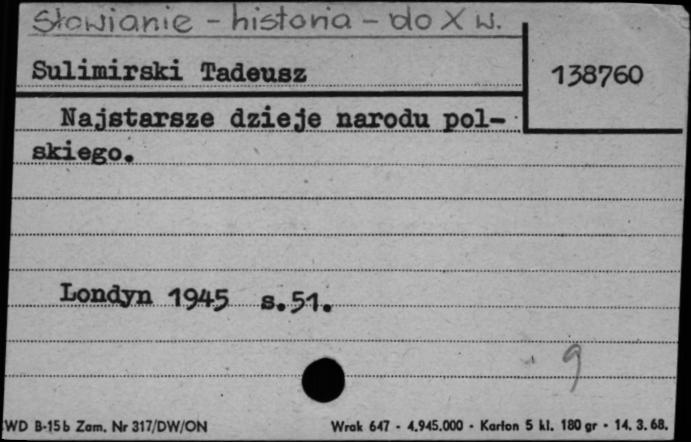 Słowianie - historia - do X w.
Sulimirski Tadeusz
138760
Najstarsze dzieje narodu pol-
skiego.
Londyn 1945 s.51.
9
WD B-15b Zam. Nr 317/DW/ON
Wrak 647 - 4.945.000 - Karton 5 kl. 180 gr - 14. 3. 68.